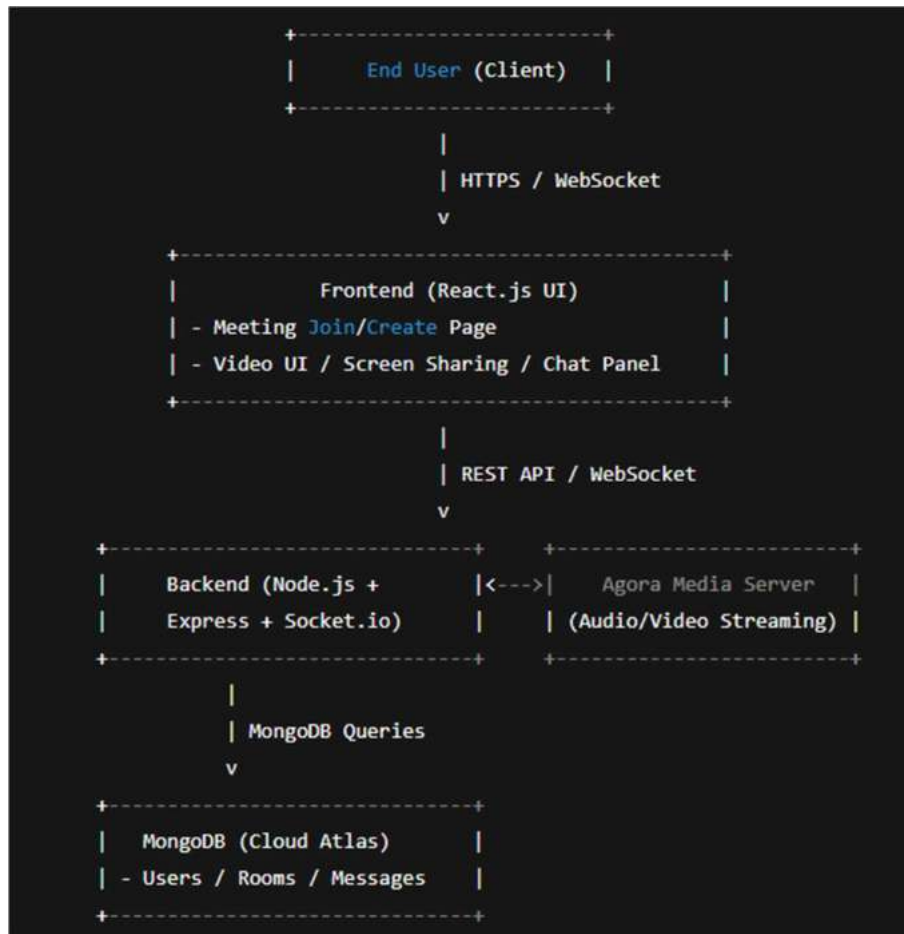 +---------------------------+
|      End User (Client)   |
+---------------------------+
|
| HTTPS / WebSocket
v
+-----------------------------------------------+
|            Frontend (React.js UI)            |
| - Meeting Join/Create Page                   |
| - Video UI / Screen Sharing / Chat Panel     |
+-----------------------------------------------+
|
| REST API / WebSocket
v
+--------------------------------+     +--------------------------+
|     Backend (Node.js +       |<--->|    Agora Media Server   |
|     Express + Socket.io)     |     | (Audio/Video Streaming) |
+--------------------------------+     +--------------------------+
|
| MongoDB Queries
v
+--------------------------------+
|   MongoDB (Cloud Atlas)       |
| - Users / Rooms / Messages    |
+--------------------------------+